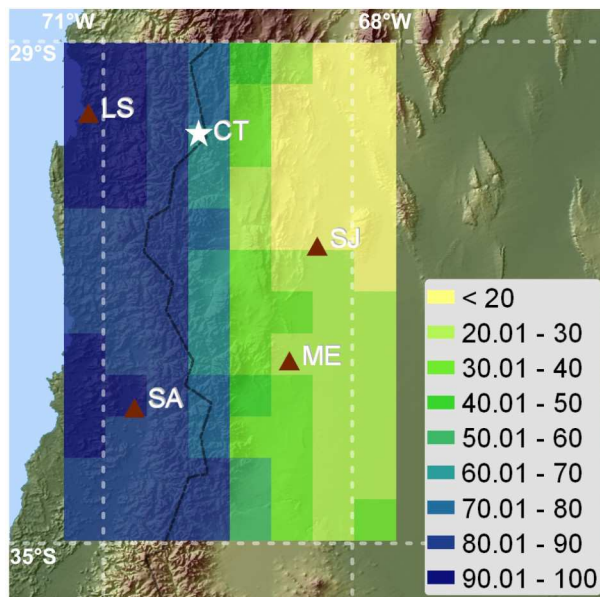 71°W
68°W
29°S
LS
CT
SJ
ME
SA
35°S
< 20
20.01 - 30
30.01 - 40
40.01 - 50
50.01 - 60
60.01 - 70
70.01 - 80
80.01 - 90
90.01 - 100